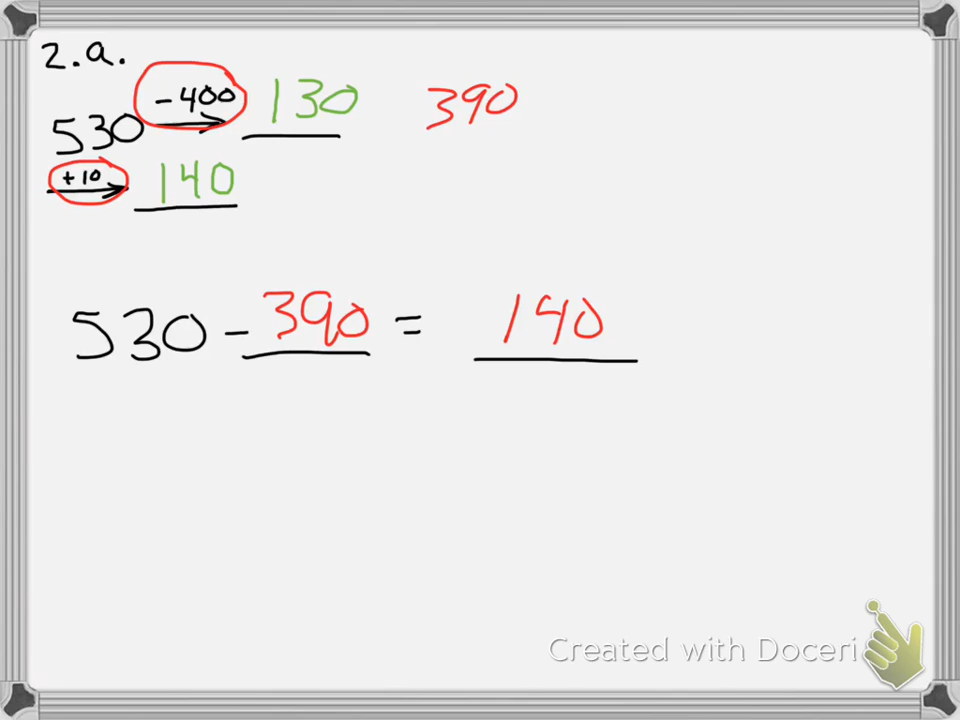 2.a.
530 -400 130 390
+10 140
530 - 390 = 140
Created with Doceri